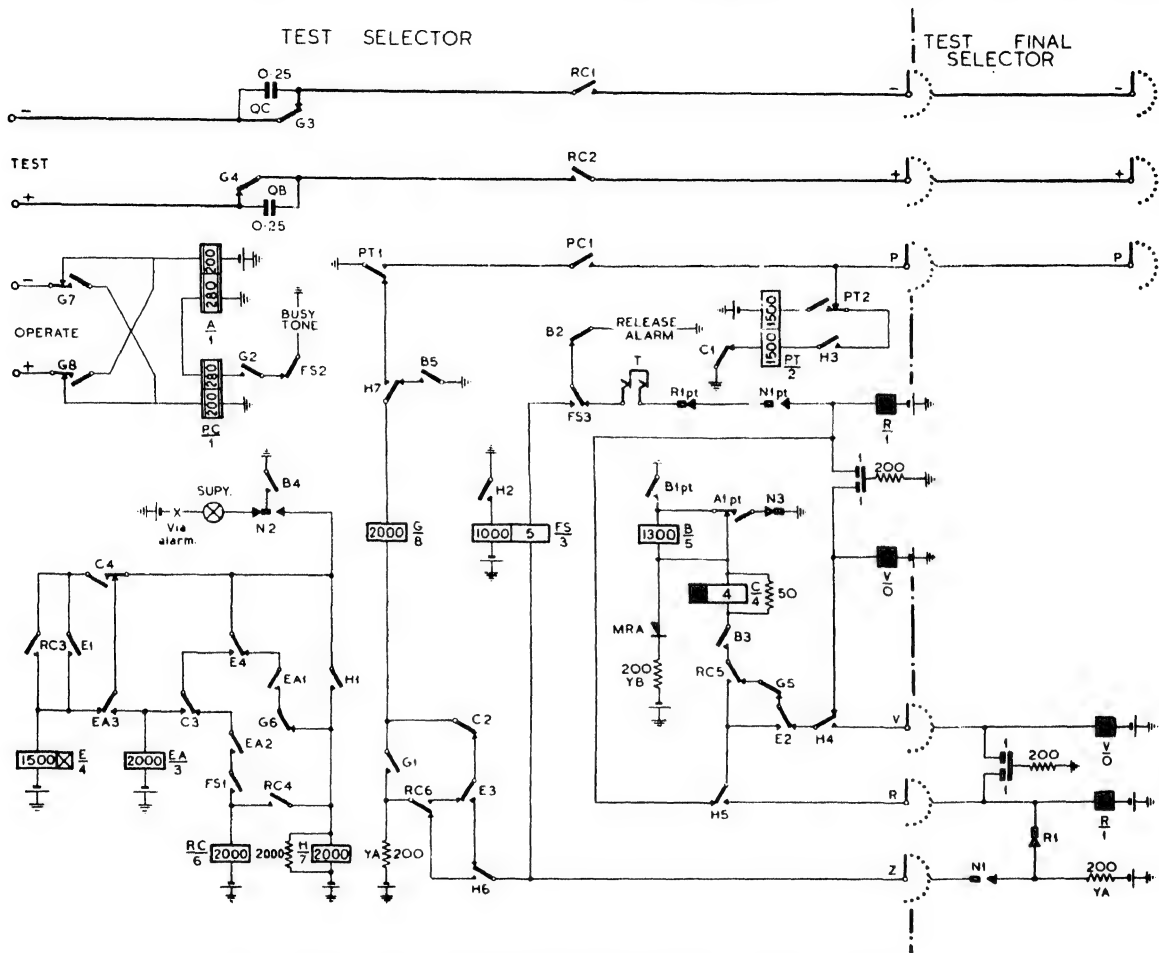 TEST SELECTOR
TEST FINAL
SELECTOR
0·25
QC
G3
RC1
-
-
-
TEST
G4
QB
0·25
RC2
+
+
+
PT1
PC1
P
P
-
G7
OPERATE
+
G8
200
280
A
1
280
200
PC
1
G2
BUSY
TONE
FS2
B2
RELEASE
ALARM
C1
1500
1500
PT
2
PT2
H3
H7
B5
FS3
T
R1pt
N1pt
R
1
1
1
200
SUPY.
X
Via
alarm.
B4
N2
2000
G
8
H2
1000
5
FS
3
B1pt
A1pt
N3
1300
B
5
4
C
4
50
V
0
MRA
200
YB
B3
RC5
G5
E2
H4
V
C4
RC3
E1
EA3
C3
E4
EA1
G6
H1
EA2
FS1
RC4
1500
E
4
2000
EA
3
RC
6
2000
2000
H
7
2000
G1
C2
E3
RC6
YA
200
H6
H5
R
Z
V
0
1
1
200
R
1
R1
N1
200
YA